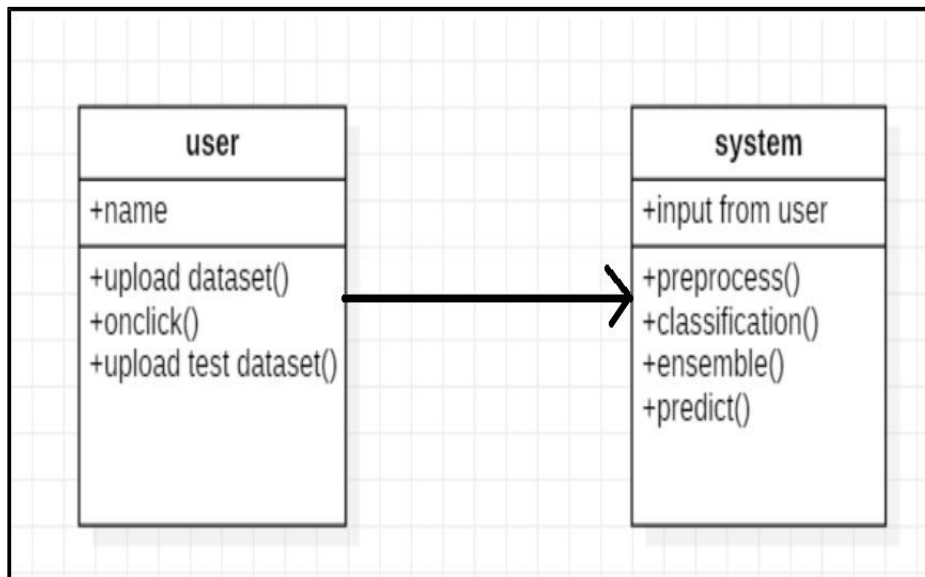 user
+name
+upload dataset()
+onclick()
+upload test dataset()
system
+input from user
+preprocess()
+classification()
+ensemble()
+predict()